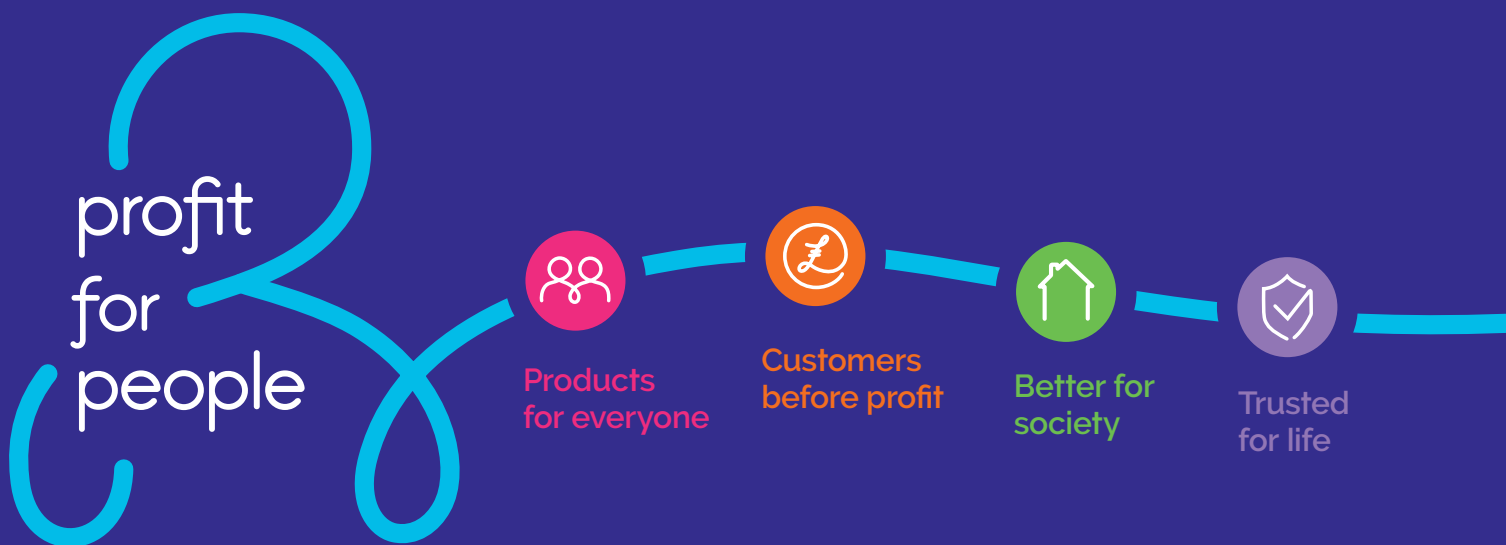 profit
for
people
Products
for everyone
Customers
before profit
Better for
society
Trusted
for life